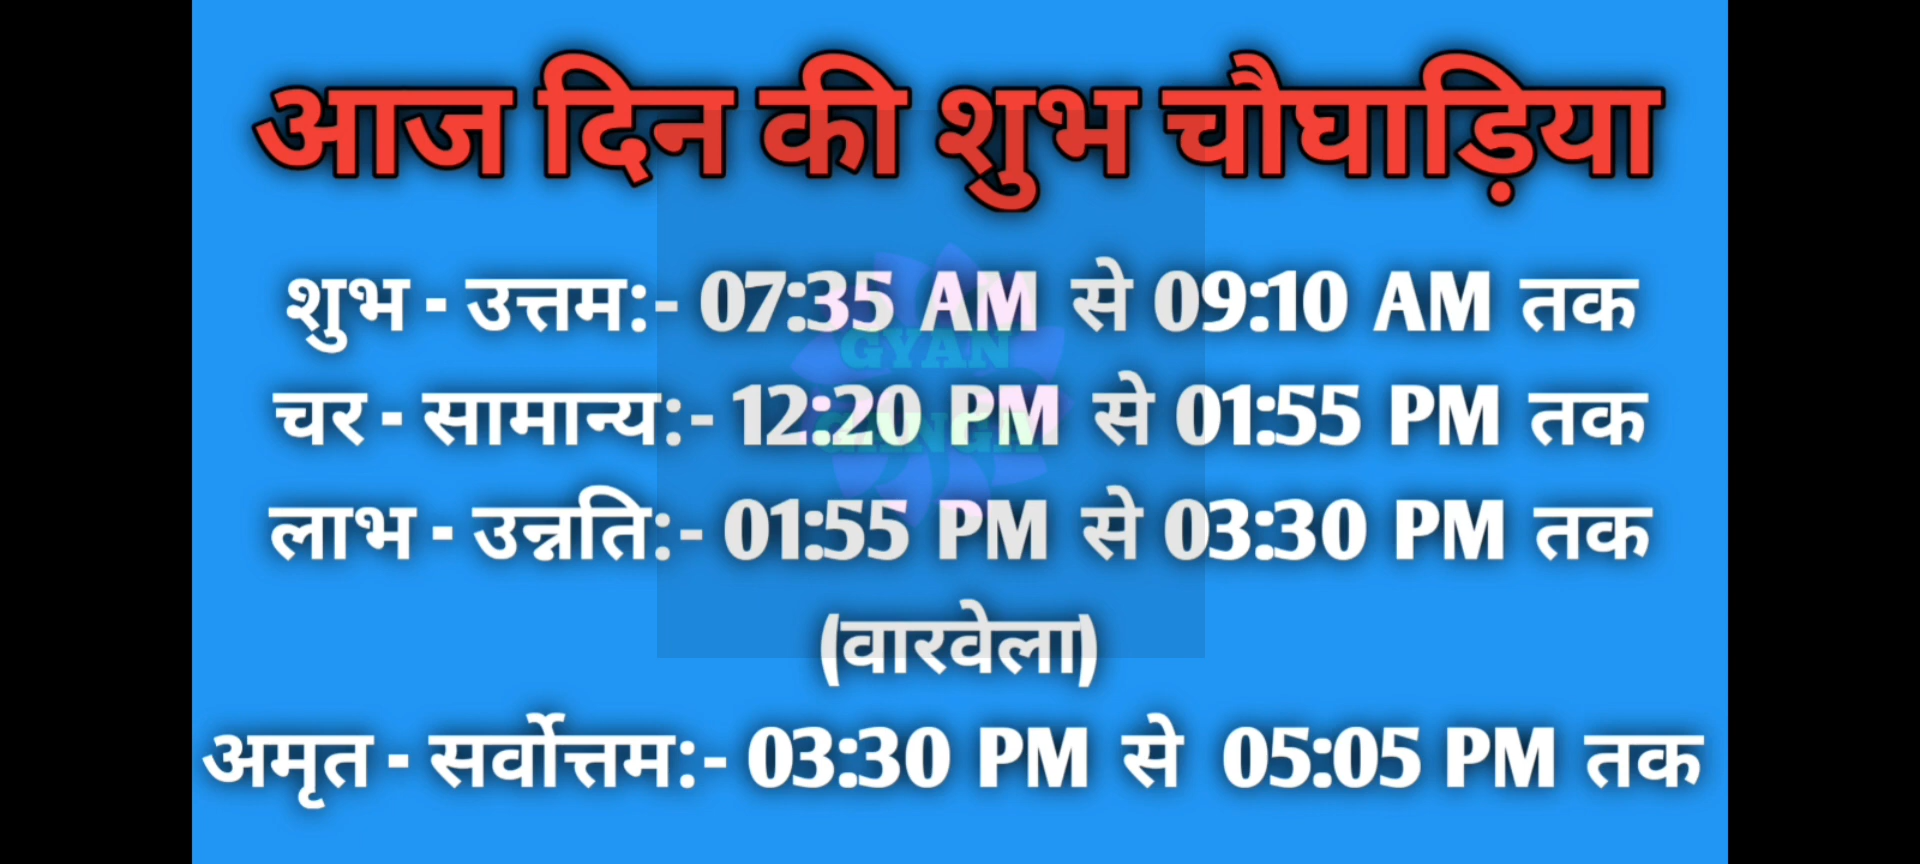 आज दिन की शुभ चौघाड़िया
शुभ - उत्तम:- 07:35 AM से 09:10 AM तक
GYAN
चर - सामान्य:- 12:20 PM से 01:55 PM तक
GANGA
लाभ - उन्नति:- 01:55 PM से 03:30 PM तक
(वारवेला)
अमृत - सर्वोत्तम:- 03:30 PM से 05:05 PM तक